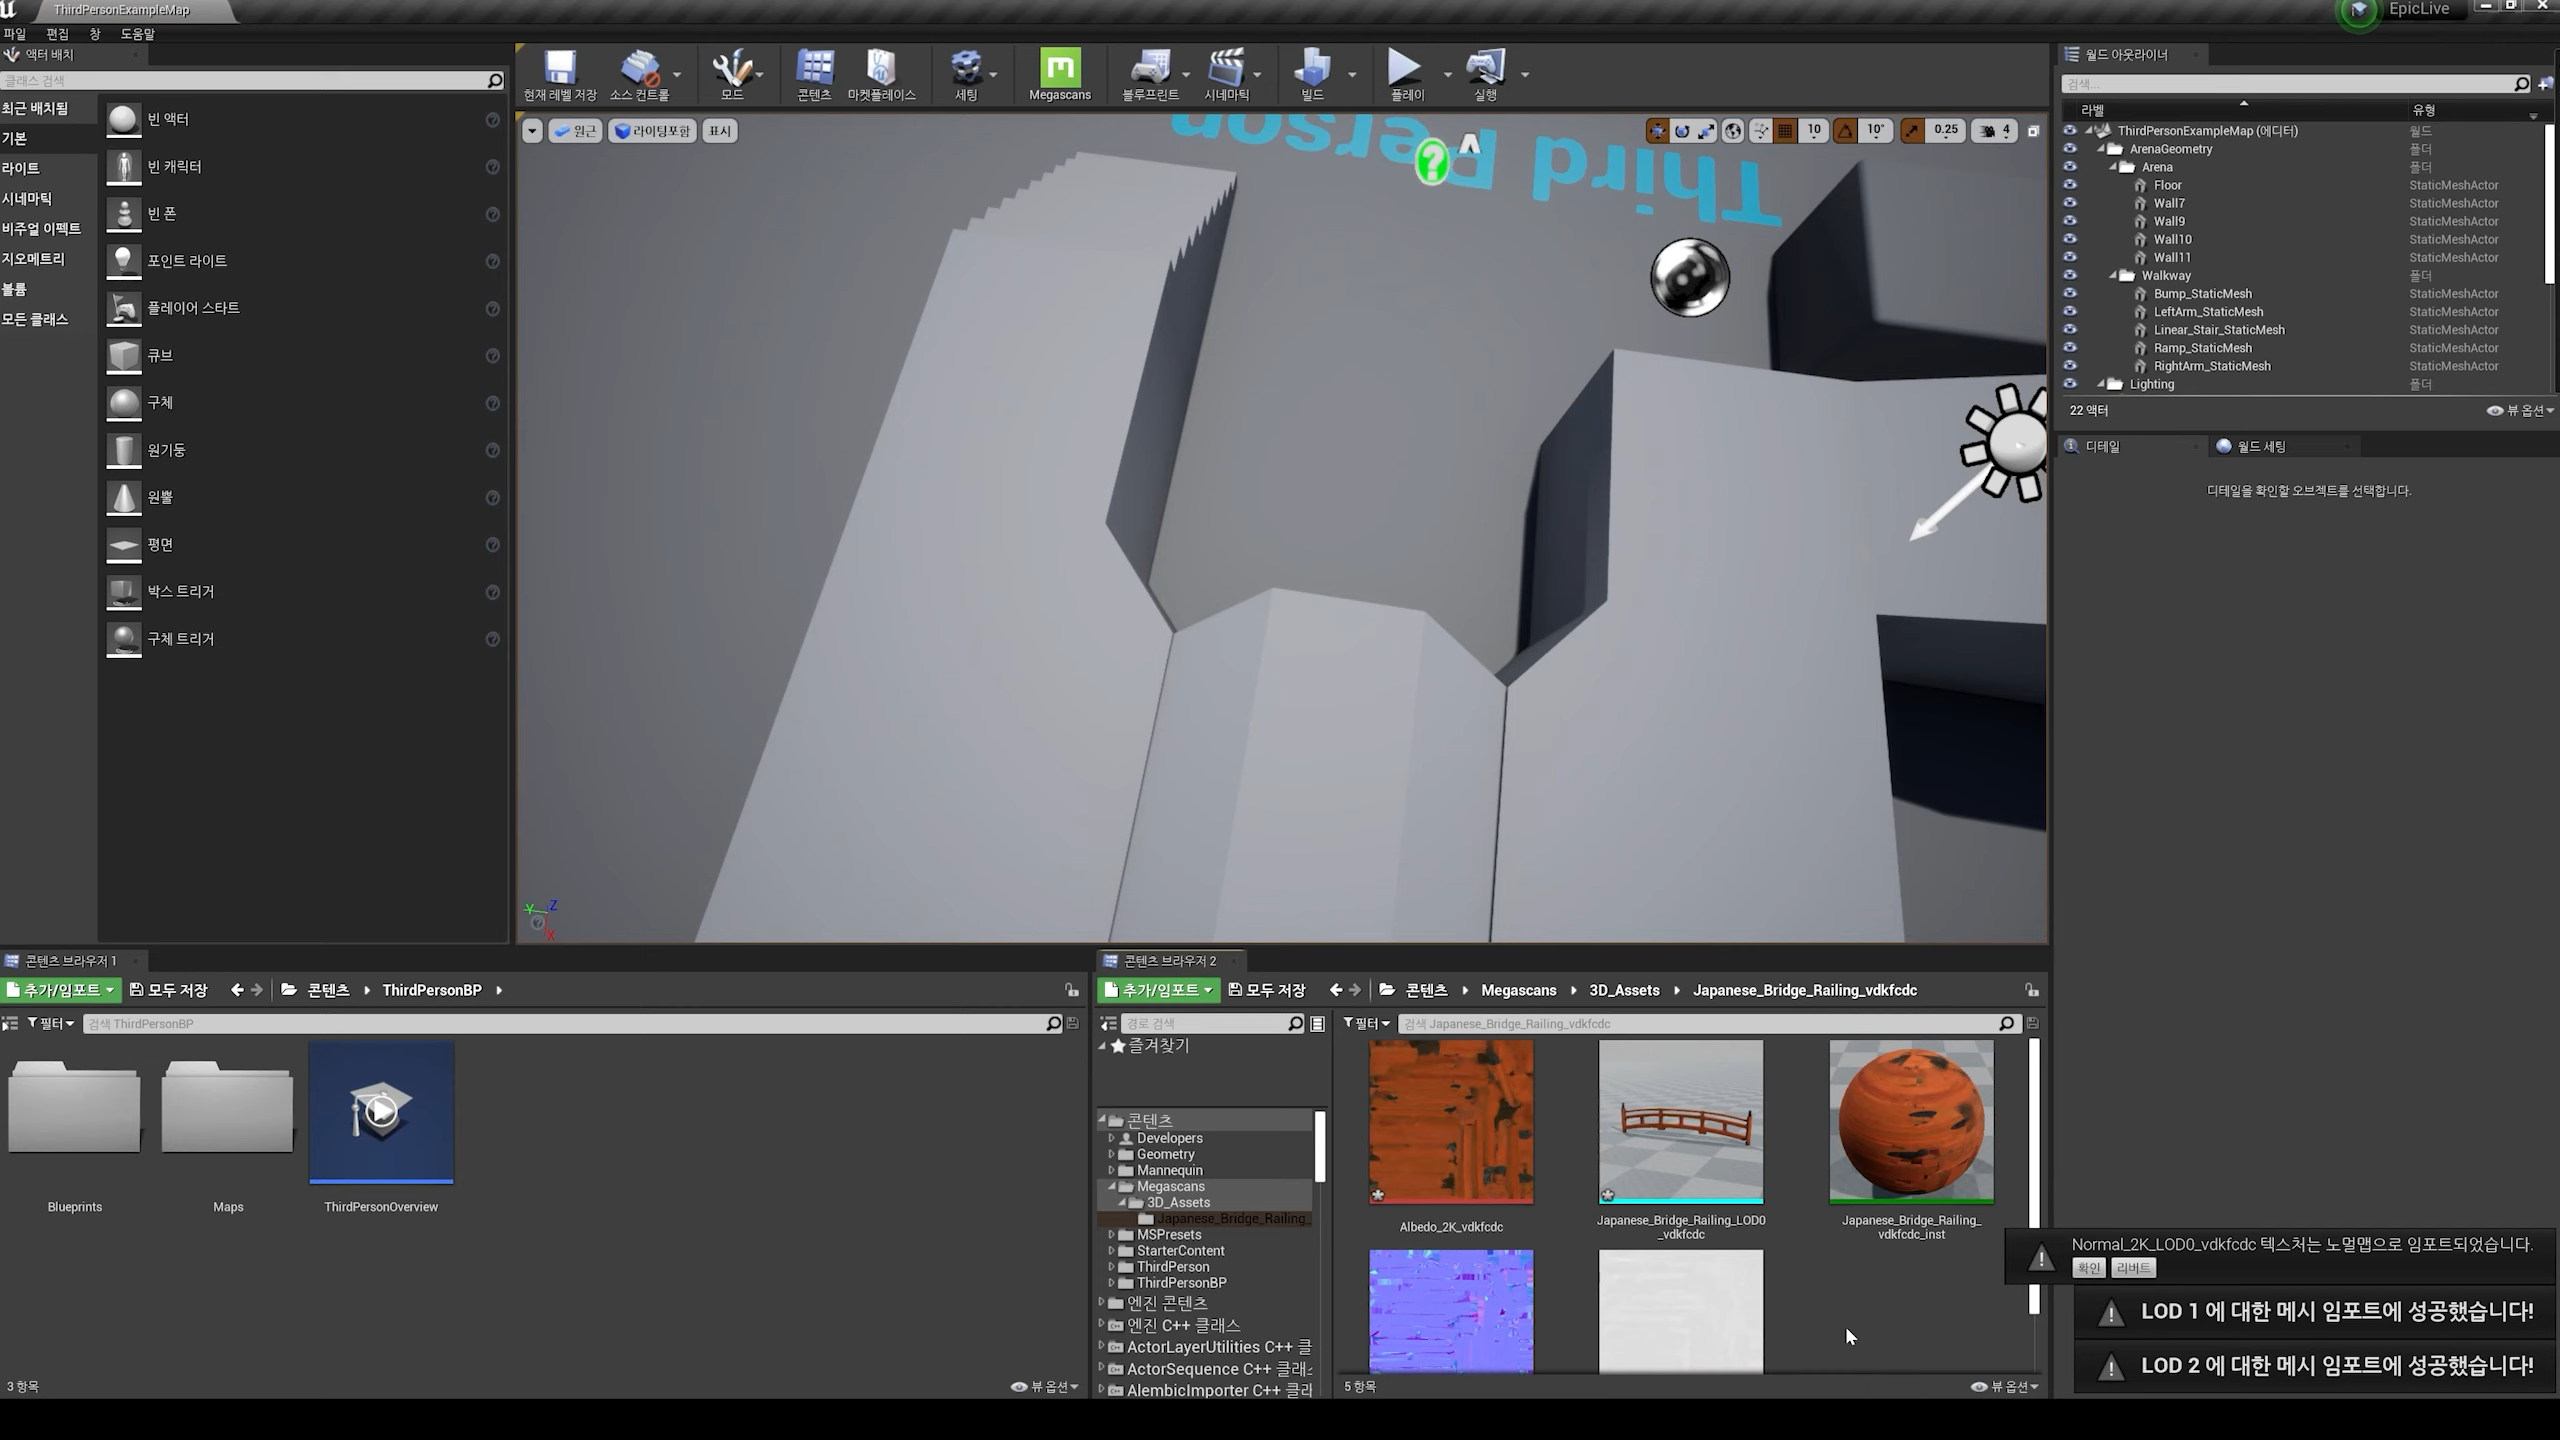 ThirdPersonExampleMap
EpicLive
파일 편집 창 도움말
액터 배치
클래스 검색
최근 배치됨
기본
라이트
시네마틱
비주얼 이펙트
지오메트리
볼륨
모든 클래스
빈 액터
빈 캐릭터
빈 폰
포인트 라이트
플레이어 스타트
큐브
구체
원기둥
원뿔
평면
박스 트리거
구체 트리거
현재 레벨 저장
소스 컨트롤
모드
콘텐츠
마켓플레이스
세팅
Megascans
블루프린트
시네마틱
빌드
플레이
실행
원근
라이팅포함
표시
10
10°
0.25
4
Third Person
Y Z
X
월드 아웃라이너
검색...
라벨 유형
ThirdPersonExampleMap (에디터) 월드
ArenaGeometry 폴더
Arena 폴더
Floor StaticMeshActor
Wall7 StaticMeshActor
Wall9 StaticMeshActor
Wall10 StaticMeshActor
Wall11 StaticMeshActor
Walkway 폴더
Bump_StaticMesh StaticMeshActor
LeftArm_StaticMesh StaticMeshActor
Linear_Stair_StaticMesh StaticMeshActor
Ramp_StaticMesh StaticMeshActor
RightArm_StaticMesh StaticMeshActor
Lighting 폴더
22 액터
뷰 옵션
디테일
월드 세팅
디테일을 확인할 오브젝트를 선택합니다.
콘텐츠 브라우저 1
추가/임포트 모두 저장 콘텐츠 ThirdPersonBP
필터 검색 ThirdPersonBP
Blueprints
Maps
ThirdPersonOverview
3 항목
뷰 옵션
콘텐츠 브라우저 2
추가/임포트 모두 저장 콘텐츠 Megascans 3D_Assets Japanese_Bridge_Railing_vdkfcdc
경로 검색
필터 검색 Japanese_Bridge_Railing_vdkfcdc
즐겨찾기
콘텐츠
Developers
Geometry
Mannequin
Megascans
3D_Assets
Japanese_Bridge_Railing_
MSPresets
StarterContent
ThirdPerson
ThirdPersonBP
엔진 콘텐츠
엔진 C++ 클래스
ActorLayerUtilities C++ 클
ActorSequence C++ 클래스
AlembicImporter C++ 클래
Albedo_2K_vdkfcdc
Japanese_Bridge_Railing_LOD0
_vdkfcdc
Japanese_Bridge_Railing_
vdkfcdc_inst
5 항목
뷰 옵션
Normal_2K_LOD0_vdkfcdc 텍스처는 노멀맵으로 임포트되었습니다.
확인 리버트
LOD 1 에 대한 메시 임포트에 성공했습니다!
LOD 2 에 대한 메시 임포트에 성공했습니다!